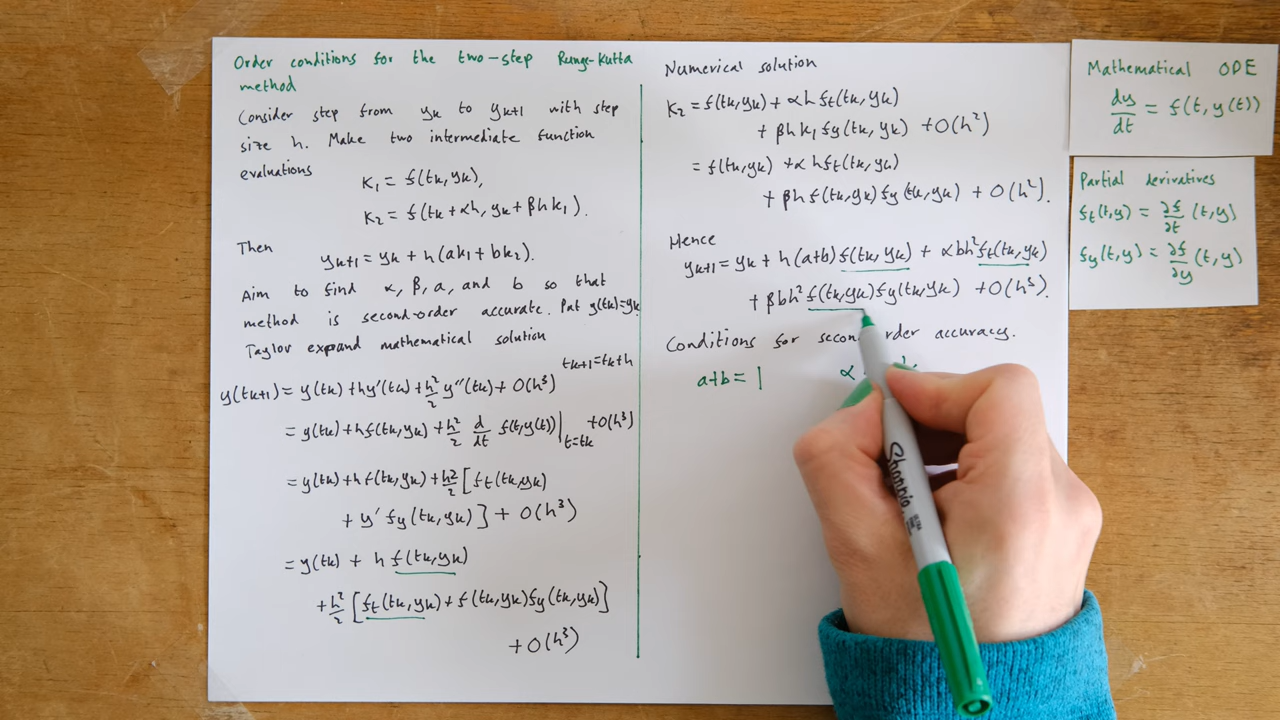 Order conditions for the two-step Runge-Kutta
method
Consider step from yk to yk+1 with step
size h. Make two intermediate function
evaluations
K1 = f(tk,yk),
K2 = f(tk+αh, yk+βhk1).
Then
yk+1 = yk + h(ak1+bk2).
Aim to find α, β, a, and b so that
method is second-order accurate. Put y(tk)=yk
Taylor expand mathematical solution
tk+1=tk+h
y(tk+1) = y(tk)+hy'(tk)+h²/2 y''(tk)+O(h³)
= y(tk)+hf(tk,yk)+h²/2 d/dt f(t,y(t))|t=tk +O(h³)
= y(tk)+hf(tk,yk)+h²/2[ft(tk,yk)
+ y' fy(tk,yk)] + O(h³)
= y(tk) + h f(tk,yk)
+h²/2[ft(tk,yk)+f(tk,yk)fy(tk,yk)]
+O(h³)
Numerical solution
K2 = f(tk,yk)+αhft(tk,yk)
+ βhk1fy(tk,yk) +O(h²)
= f(tk,yk) +αhft(tk,yk)
+ βhf(tk,yk)fy(tk,yk) + O(h²).
Hence
yk+1 = yk + h(a+b)f(tk,yk) + αbh²ft(tk,yk)
+ βbh²f(tk,yk)fy(tk,yk) +O(h³).
Conditions for order accuracy.
a+b = 1
α
Mathematical ODE
dy/dt = f(t,y(t))
Partial derivatives
ft(t,y) = ∂f/∂t (t,y)
fy(t,y) = ∂f/∂y (t,y)
Sharpie